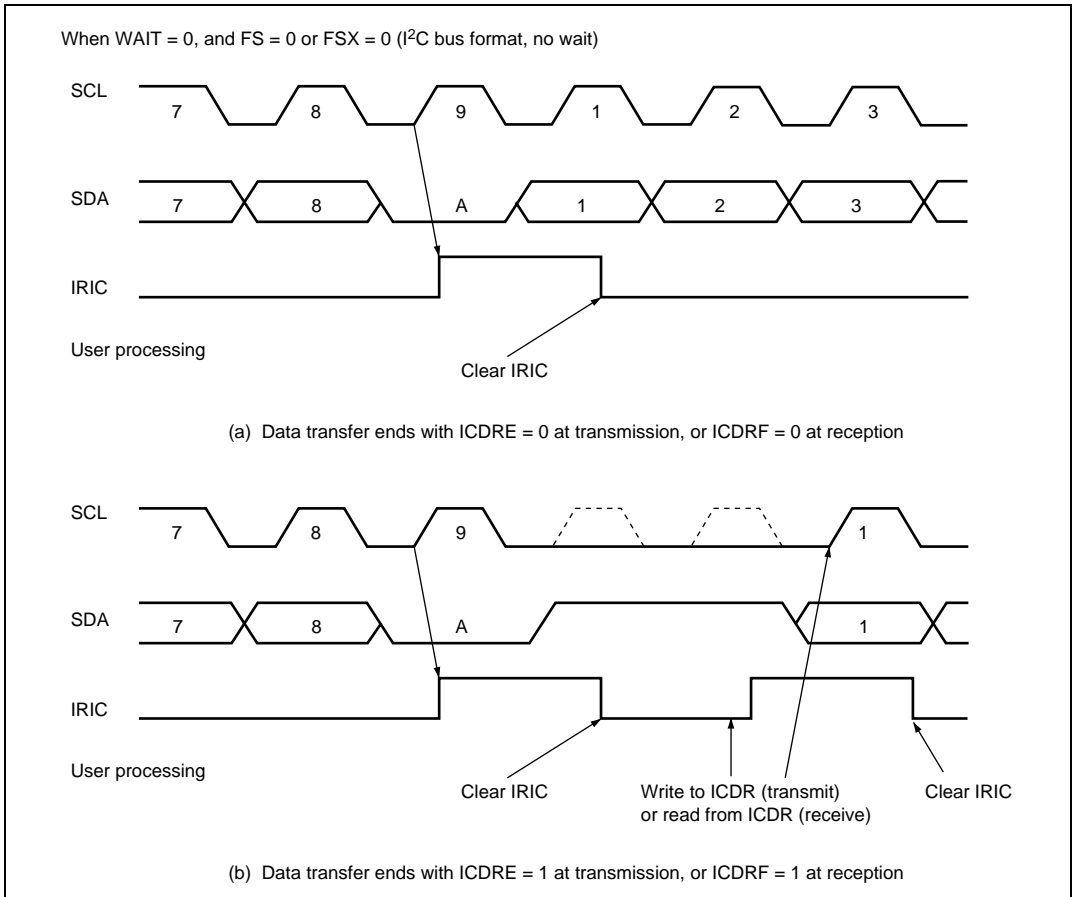 When WAIT = 0, and FS = 0 or FSX = 0 (I²C bus format, no wait)
SCL
7 8 9 1 2 3
SDA
7 8 A 1 2 3
IRIC
User processing
Clear IRIC
(a) Data transfer ends with ICDRE = 0 at transmission, or ICDRF = 0 at reception
SCL
7 8 9 1
SDA
7 8 A 1
IRIC
User processing
Clear IRIC
Write to ICDR (transmit)
or read from ICDR (receive)
Clear IRIC
(b) Data transfer ends with ICDRE = 1 at transmission, or ICDRF = 1 at reception